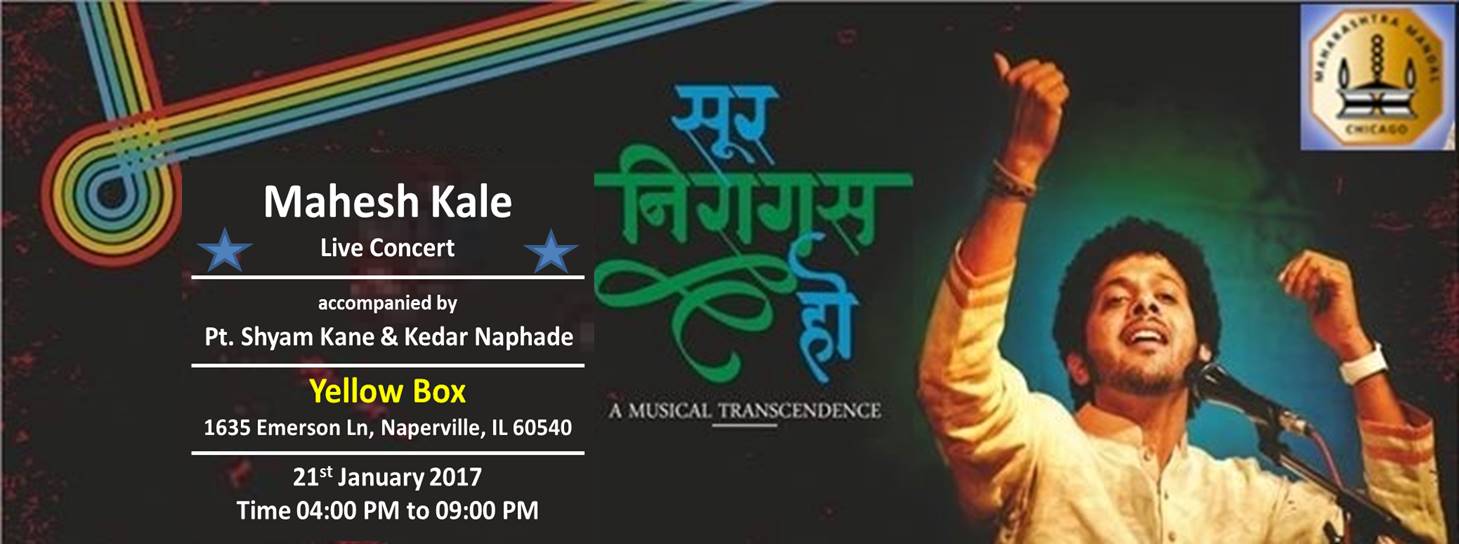 Mahesh Kale
Live Concert
accompanied by
Pt. Shyam Kane & Kedar Naphade
Yellow Box
1635 Emerson Ln, Naperville, IL 60540
21st January 2017
Time 04:00 PM to 09:00 PM
सूर
निरागस
हो
A MUSICAL TRANSCENDENCE
MAHARASHTRA MANDAL
CHICAGO